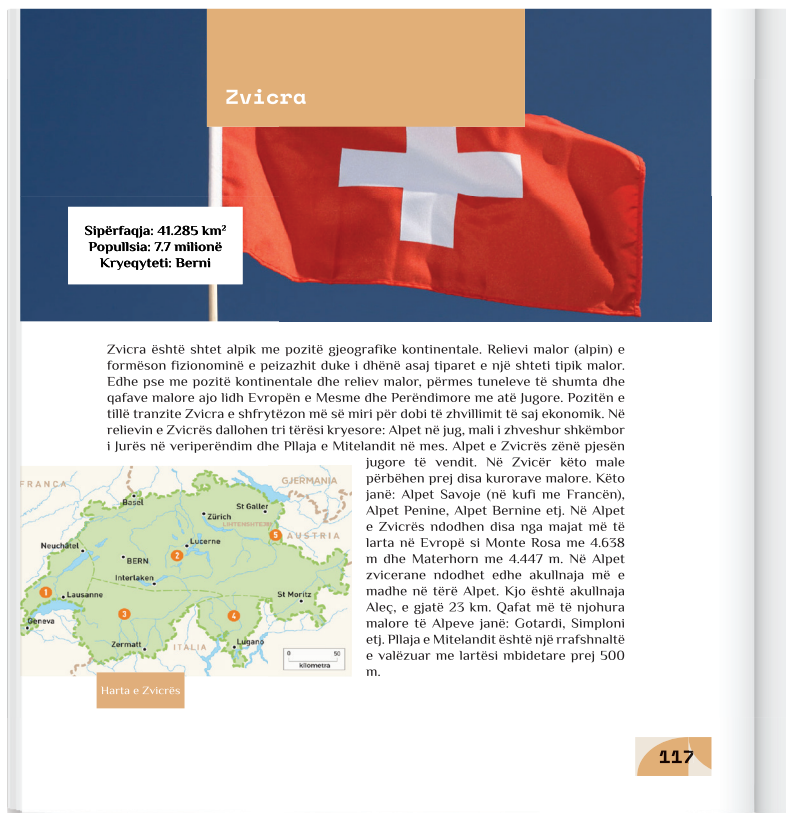 Zvicra
Sipërfaqja: 41.285 km²
Popullsia: 7.7 milionë
Kryeqyteti: Berni
Zvicra është shtet alpik me pozitë gjeografike kontinentale. Relievi malor (alpin) e
formëson fizionominë e peizazhit duke i dhënë asaj tiparet e një shteti tipik malor.
Edhe pse me pozitë kontinentale dhe reliev malor, përmes tuneleve të shumta dhe
qafave malore ajo lidh Evropën e Mesme dhe Perëndimore me atë Jugore. Pozitën e
tillë tranzite Zvicra e shfrytëzon më së miri për dobi të zhvillimit të saj ekonomik. Në
relievin e Zvicrës dallohen tri tërësi kryesore: Alpet në jug, mali i zhveshur shkëmbor
i Jurës në veriperëndim dhe Pllaja e Mitelandit në mes. Alpet e Zvicrës zënë pjesën
jugore të vendit. Në Zvicër këto male
përbëhen prej disa kurorave malore. Këto
janë: Alpet Savoje (në kufi me Francën),
Alpet Penine, Alpet Bernine etj. Në Alpet
e Zvicrës ndodhen disa nga majat më të
larta në Evropë si Monte Rosa me 4.638
m dhe Materhorn me 4.447 m. Në Alpet
zvicerane ndodhet edhe akullnaja më e
madhe në tërë Alpet. Kjo është akullnaja
Aleç, e gjatë 23 km. Qafat më të njohura
malore të Alpeve janë: Gotardi, Simploni
etj. Pllaja e Mitelandit është një rrafshnaltë
e valëzuar me lartësi mbidetare prej 500
m.
FRANCA
GJERMANIA
Basel
St Galler
Zürich
LIHTENSHTEJN
5
AUSTRIA
Neuchâtel
Lucerne
BERN
2
Interlaken
1
Lausanne
St Moritz
3
4
Geneva
Zermatt
ITALIA
Lugano
0 50
kilometra
Harta e Zvicrës
117